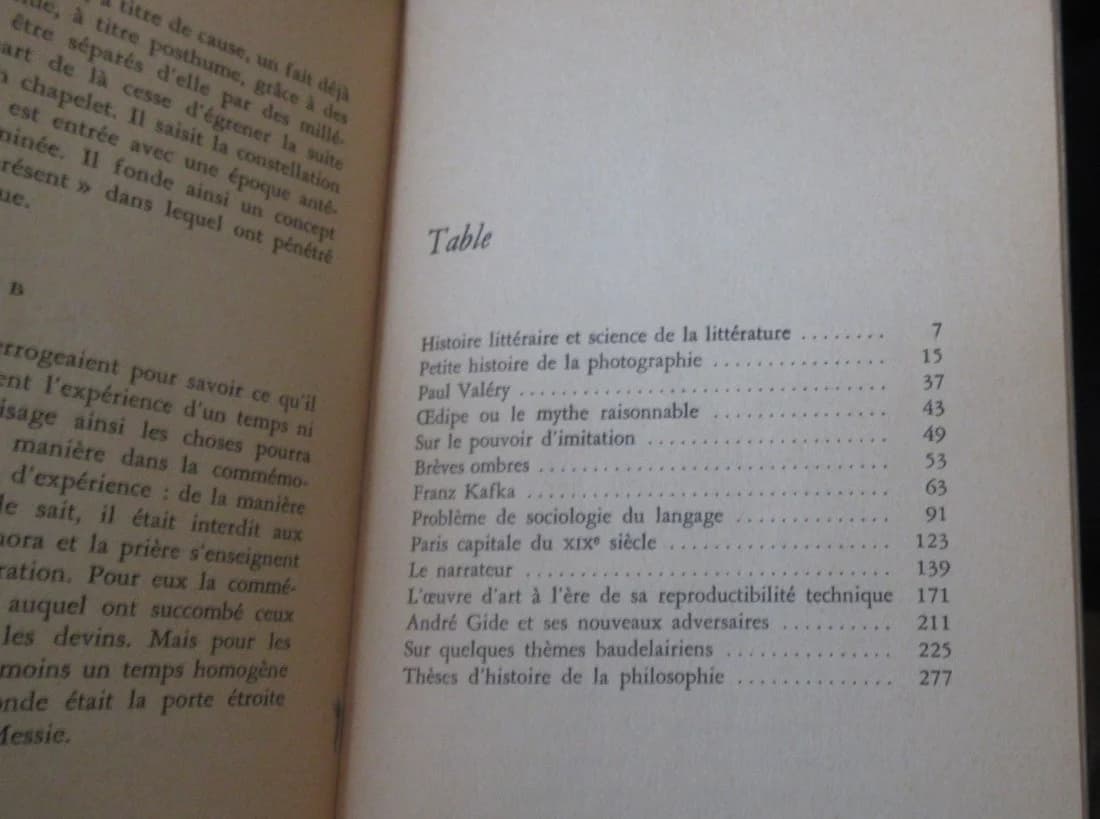 à titre de cause, un fait déjà
à titre posthume, grâce à des
être séparés d'elle par des millé-
art de là cesse d'égrener la suite
chapelet. Il saisit la constellation
est entrée avec une époque anté-
minée. Il fonde ainsi un concept
résent » dans lequel ont pénétré
ue.
B
rrogeaient pour savoir ce qu'il
ent l'expérience d'un temps ni
isage ainsi les choses pourra
manière dans la commémo-
d'expérience : de la manière
le sait, il était interdit aux
hora et la prière s'enseignent
ration. Pour eux la commé-
auquel ont succombé ceux
les devins. Mais pour les
moins un temps homogène
onde était la porte étroite
Messie.
Table
Histoire littéraire et science de la littérature ........ 7
Petite histoire de la photographie ............... 15
Paul Valéry ............................... 37
Œdipe ou le mythe raisonnable ............... 43
Sur le pouvoir d'imitation ..................... 49
Brèves ombres .............................. 53
Franz Kafka ............................... 63
Problème de sociologie du langage .............. 91
Paris capitale du XIXe siècle ................... 123
Le narrateur ............................... 139
L'œuvre d'art à l'ère de sa reproductibilité technique 171
André Gide et ses nouveaux adversaires .......... 211
Sur quelques thèmes baudelairiens ............... 225
Thèses d'histoire de la philosophie .............. 277